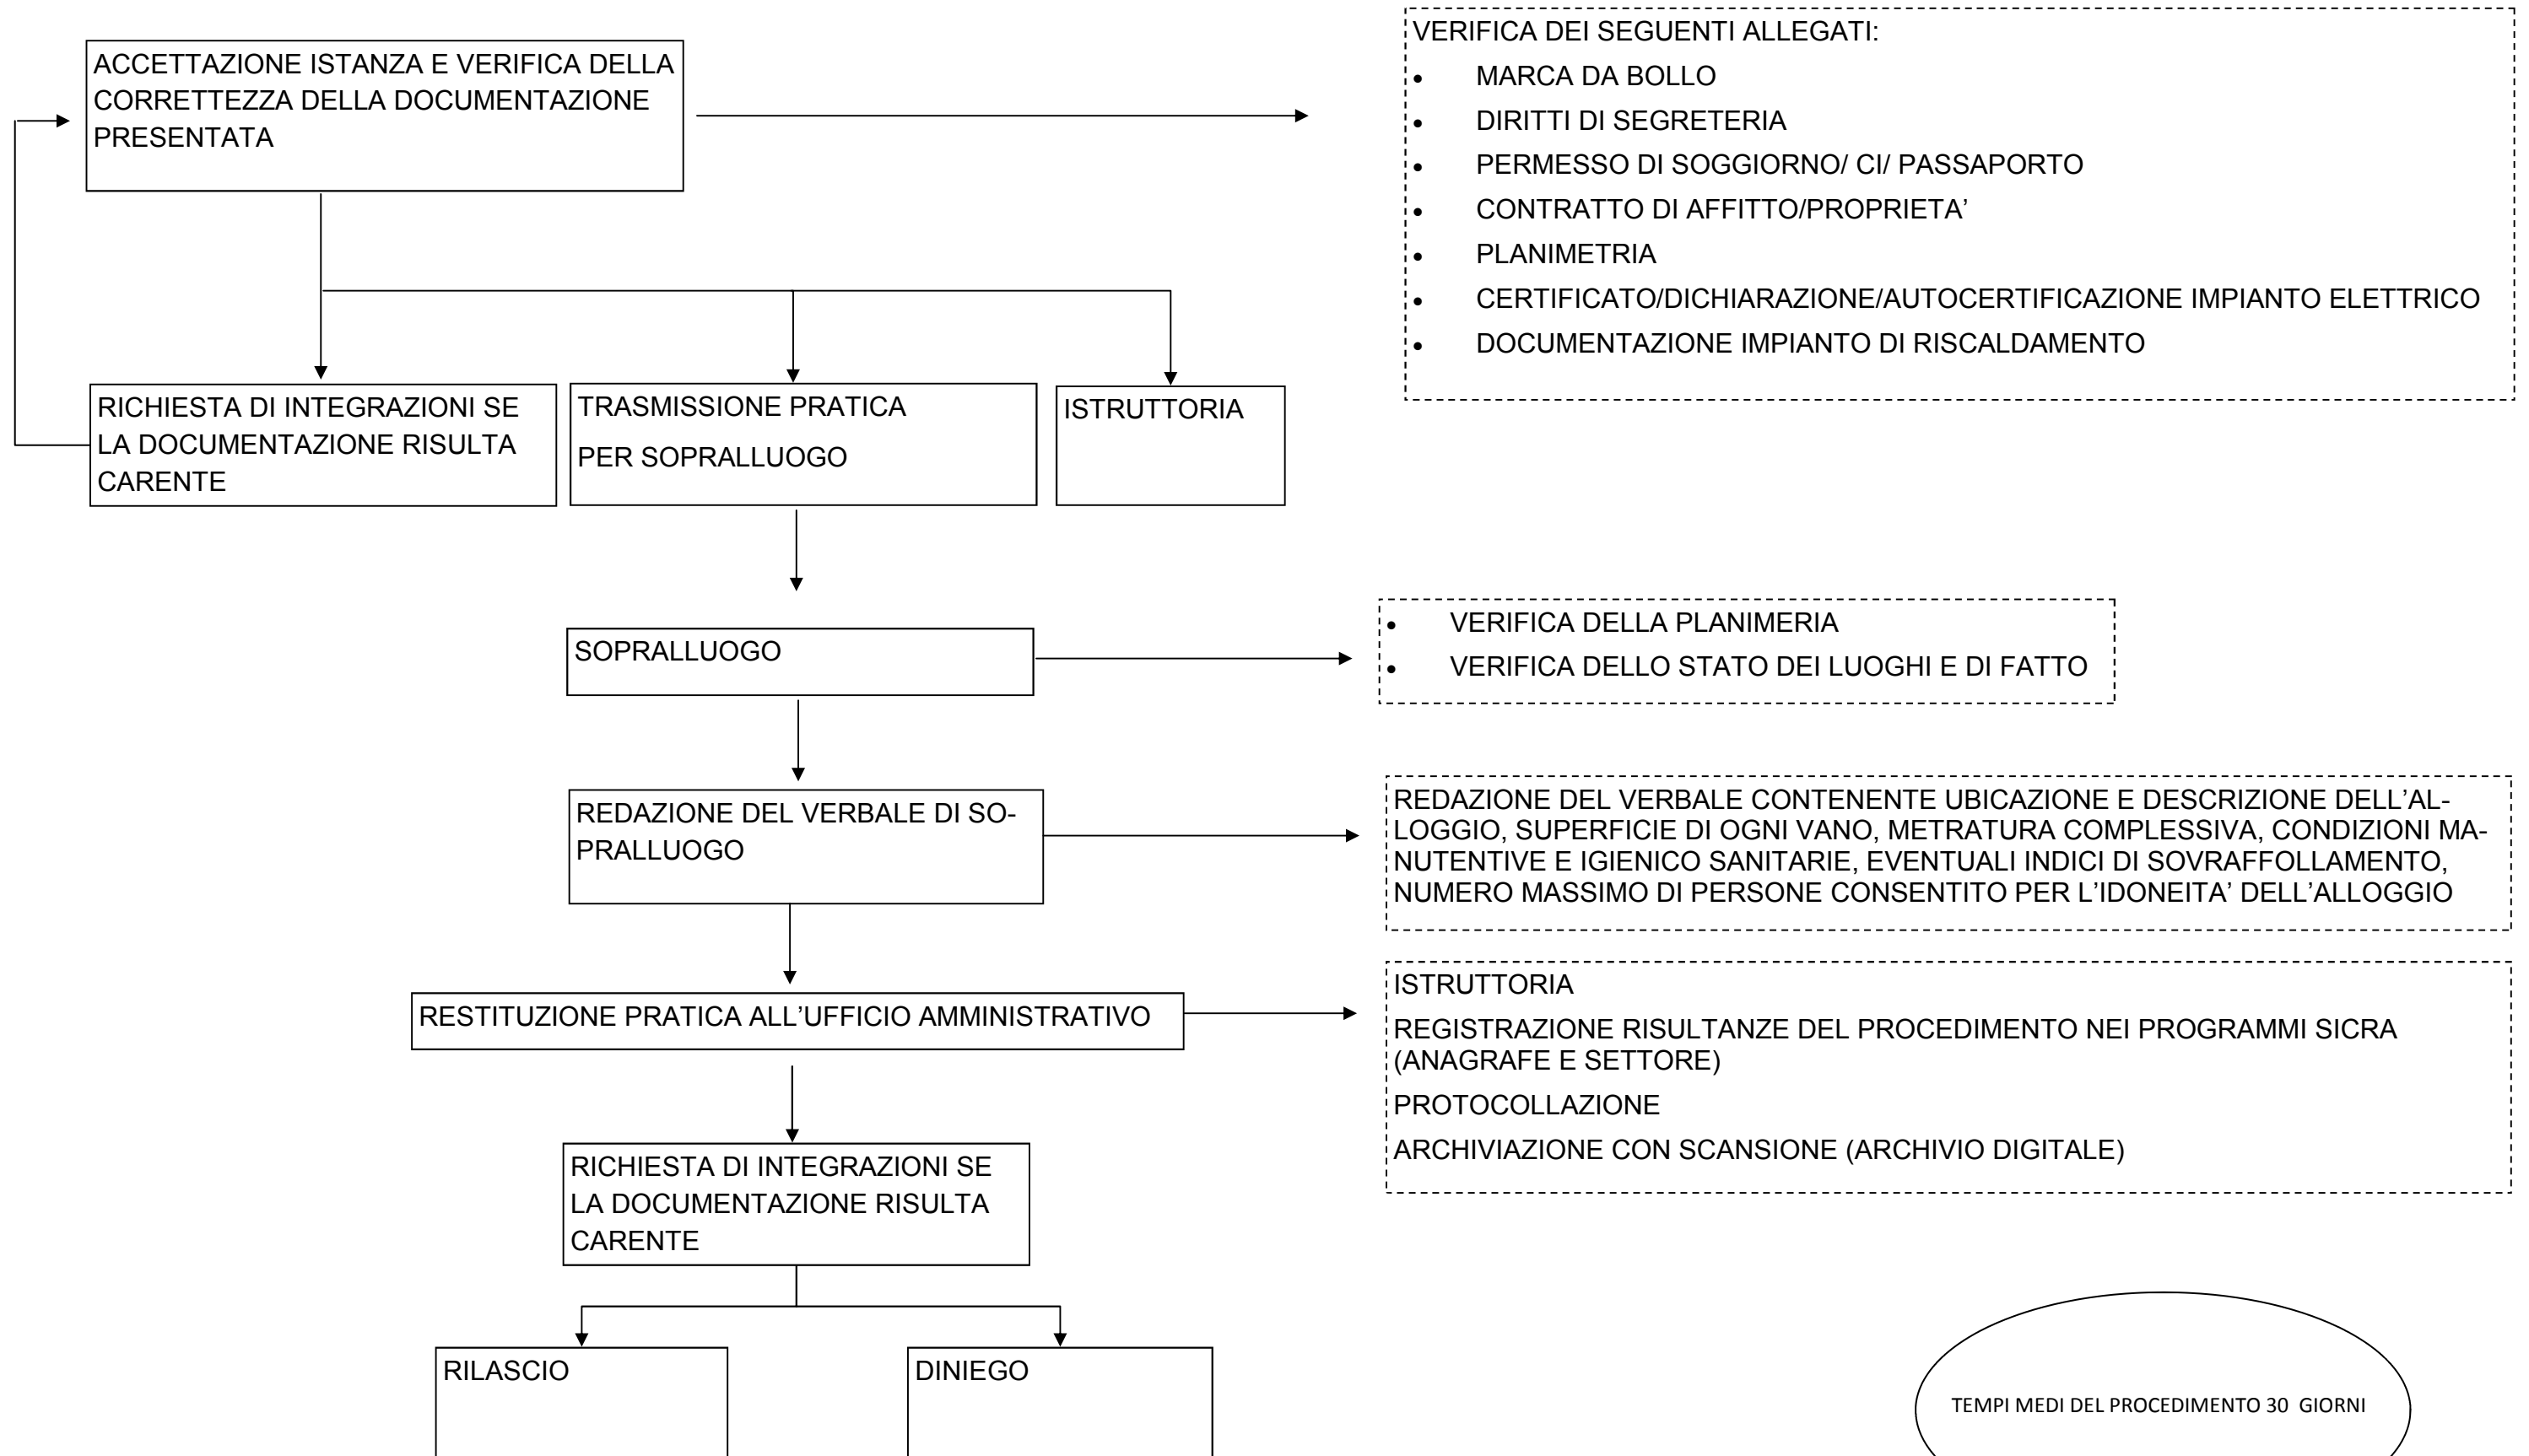 ACCETTAZIONE ISTANZA E VERIFICA DELLA
CORRETTEZZA DELLA DOCUMENTAZIONE
PRESENTATA
VERIFICA DEI SEGUENTI ALLEGATI:
• MARCA DA BOLLO
• DIRITTI DI SEGRETERIA
• PERMESSO DI SOGGIORNO/ CI/ PASSAPORTO
• CONTRATTO DI AFFITTO/PROPRIETA’
• PLANIMETRIA
• CERTIFICATO/DICHIARAZIONE/AUTOCERTIFICAZIONE IMPIANTO ELETTRICO
• DOCUMENTAZIONE IMPIANTO DI RISCALDAMENTO
RICHIESTA DI INTEGRAZIONI SE
LA DOCUMENTAZIONE RISULTA
CARENTE
TRASMISSIONE PRATICA
PER SOPRALLUOGO
ISTRUTTORIA
SOPRALLUOGO
• VERIFICA DELLA PLANIMERIA
• VERIFICA DELLO STATO DEI LUOGHI E DI FATTO
REDAZIONE DEL VERBALE DI SO-
PRALLUOGO
REDAZIONE DEL VERBALE CONTENENTE UBICAZIONE E DESCRIZIONE DELL’AL-
LOGGIO, SUPERFICIE DI OGNI VANO, METRATURA COMPLESSIVA, CONDIZIONI MA-
NUTENTIVE E IGIENICO SANITARIE, EVENTUALI INDICI DI SOVRAFFOLLAMENTO,
NUMERO MASSIMO DI PERSONE CONSENTITO PER L’IDONEITA’ DELL’ALLOGGIO
RESTITUZIONE PRATICA ALL’UFFICIO AMMINISTRATIVO
ISTRUTTORIA
REGISTRAZIONE RISULTANZE DEL PROCEDIMENTO NEI PROGRAMMI SICRA
(ANAGRAFE E SETTORE)
PROTOCOLLAZIONE
ARCHIVIAZIONE CON SCANSIONE (ARCHIVIO DIGITALE)
RICHIESTA DI INTEGRAZIONI SE
LA DOCUMENTAZIONE RISULTA
CARENTE
RILASCIO
DINIEGO
TEMPI MEDI DEL PROCEDIMENTO 30 GIORNI